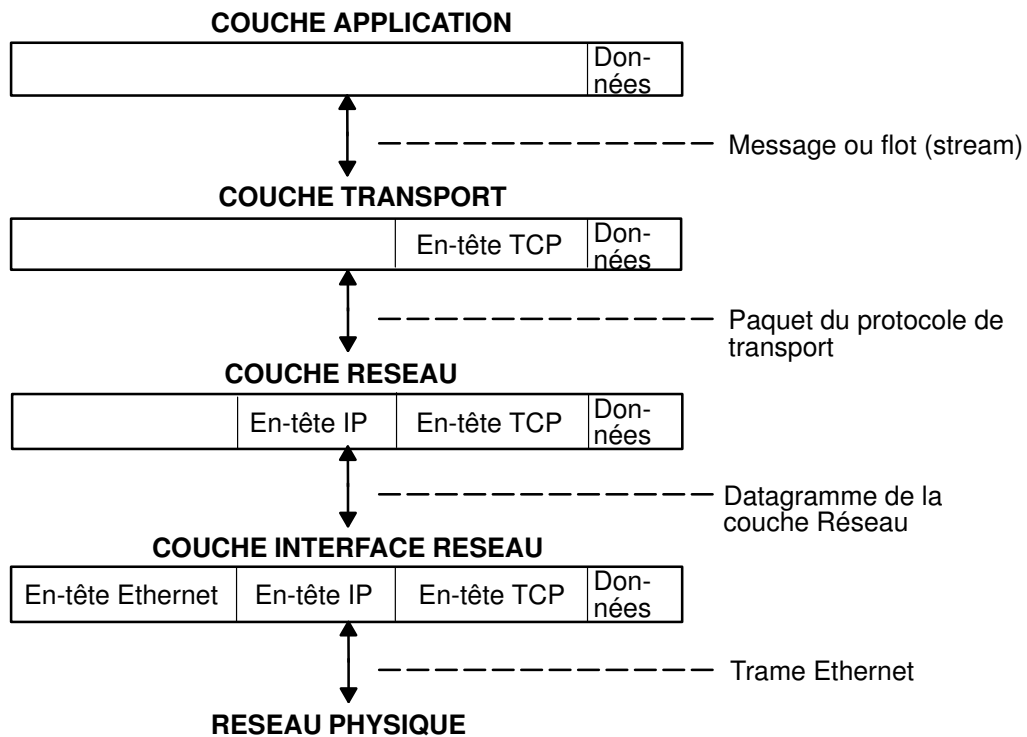 COUCHE APPLICATION
Don-
nées
Message ou flot (stream)
COUCHE TRANSPORT
En-tête TCP
Don-
nées
Paquet du protocole de
transport
COUCHE RESEAU
En-tête IP
En-tête TCP
Don-
nées
Datagramme de la
couche Réseau
COUCHE INTERFACE RESEAU
En-tête Ethernet
En-tête IP
En-tête TCP
Don-
nées
Trame Ethernet
RESEAU PHYSIQUE